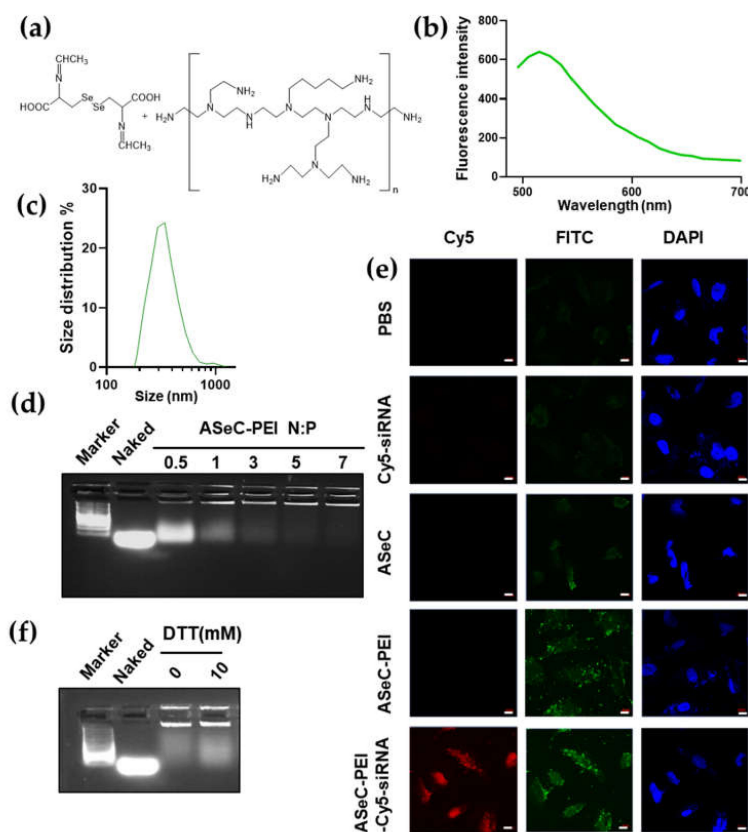 (a)
CHCH₃
N
HOOC
Se
Se
COOH
N
CHCH₃
+
NH₂
NH₂
H₂N
N
N
H
N
N
H
N
N
NH₂
N
H₂N
NH₂
n
(b)
Fluorescence intensity
800
600
400
200
0
500
600
700
Wavelength (nm)
(c)
Size distribution %
30
20
10
0
100
1000
Size (nm)
(d)
Marker
Naked
ASeC-PEI N:P
0.5 1 3 5 7
(e)
Cy5 FITC DAPI
PBS
Cy5-siRNA
ASeC
ASeC-PEI
ASeC-PEI
-Cy5-siRNA
(f)
Marker
Naked
DTT(mM)
0 10